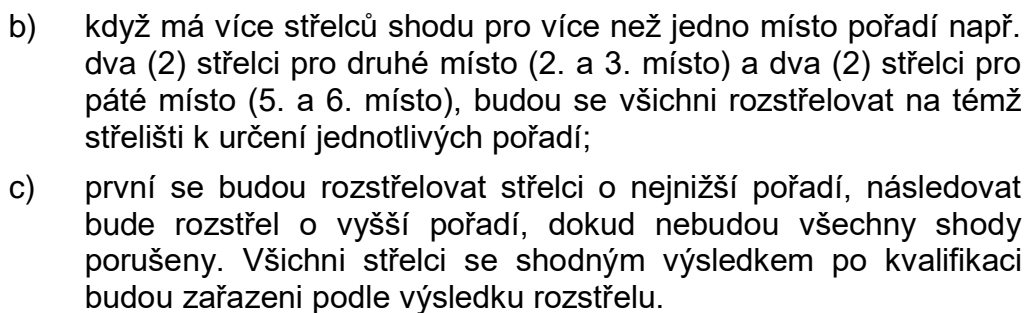 b) když má více střelců shodu pro více než jedno místo pořadí např.
dva (2) střelci pro druhé místo (2. a 3. místo) a dva (2) střelci pro
páté místo (5. a 6. místo), budou se všichni rozstřelovat na témž
střelišti k určení jednotlivých pořadí;
c) první se budou rozstřelovat střelci o nejnižší pořadí, následovat
bude rozstřel o vyšší pořadí, dokud nebudou všechny shody
porušeny. Všichni střelci se shodným výsledkem po kvalifikaci
budou zařazeni podle výsledku rozstřelu.